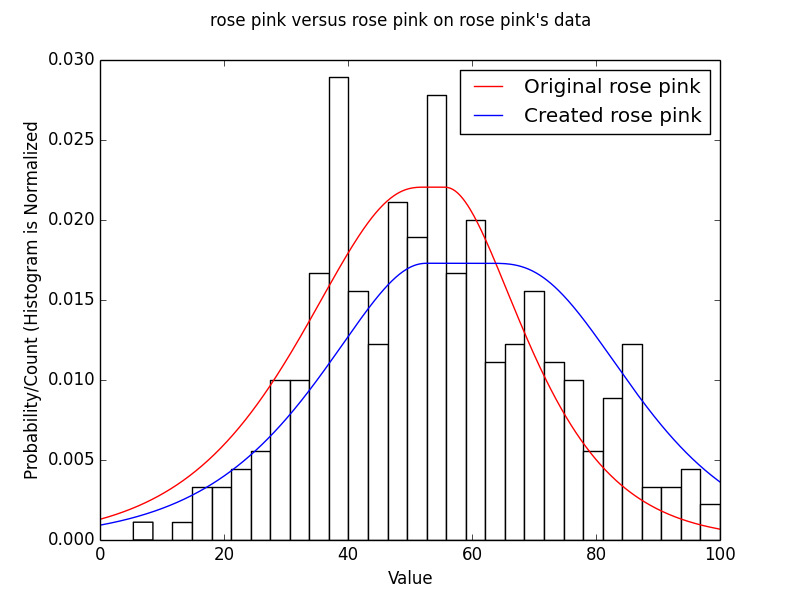 rose pink versus rose pink on rose pink's data
0.030
0.025
0.020
0.015
0.010
0.005
0.000
Probability/Count (Histogram is Normalized
Original rose pink
Created rose pink
0 20 40 60 80 100
Value